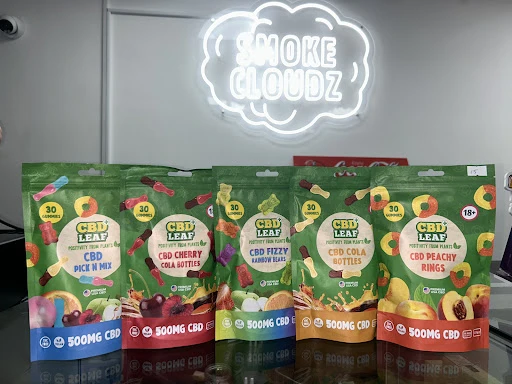 SMOKE
CLOUDZ
30
GUMMIES
CBD
LEAF
POSITIVITY FROM PLANTS
CBD
PICK N MIX
500MG CBD
30
GUMMIES
CBD
LEAF
POSITIVITY FROM PLANTS
CBD CHERRY
COLA BOTTLES
500MG CBD
30
GUMMIES
CBD
LEAF
POSITIVITY FROM PLANTS
CBD FIZZY
RAINBOW BEARS
500MG CBD
30
GUMMIES
CBD
LEAF
POSITIVITY FROM PLANTS
CBD COLA
BOTTLES
500MG CBD
30
GUMMIES
18+
CBD
LEAF
POSITIVITY FROM PLANTS
CBD PEACHY
RINGS
500MG CBD